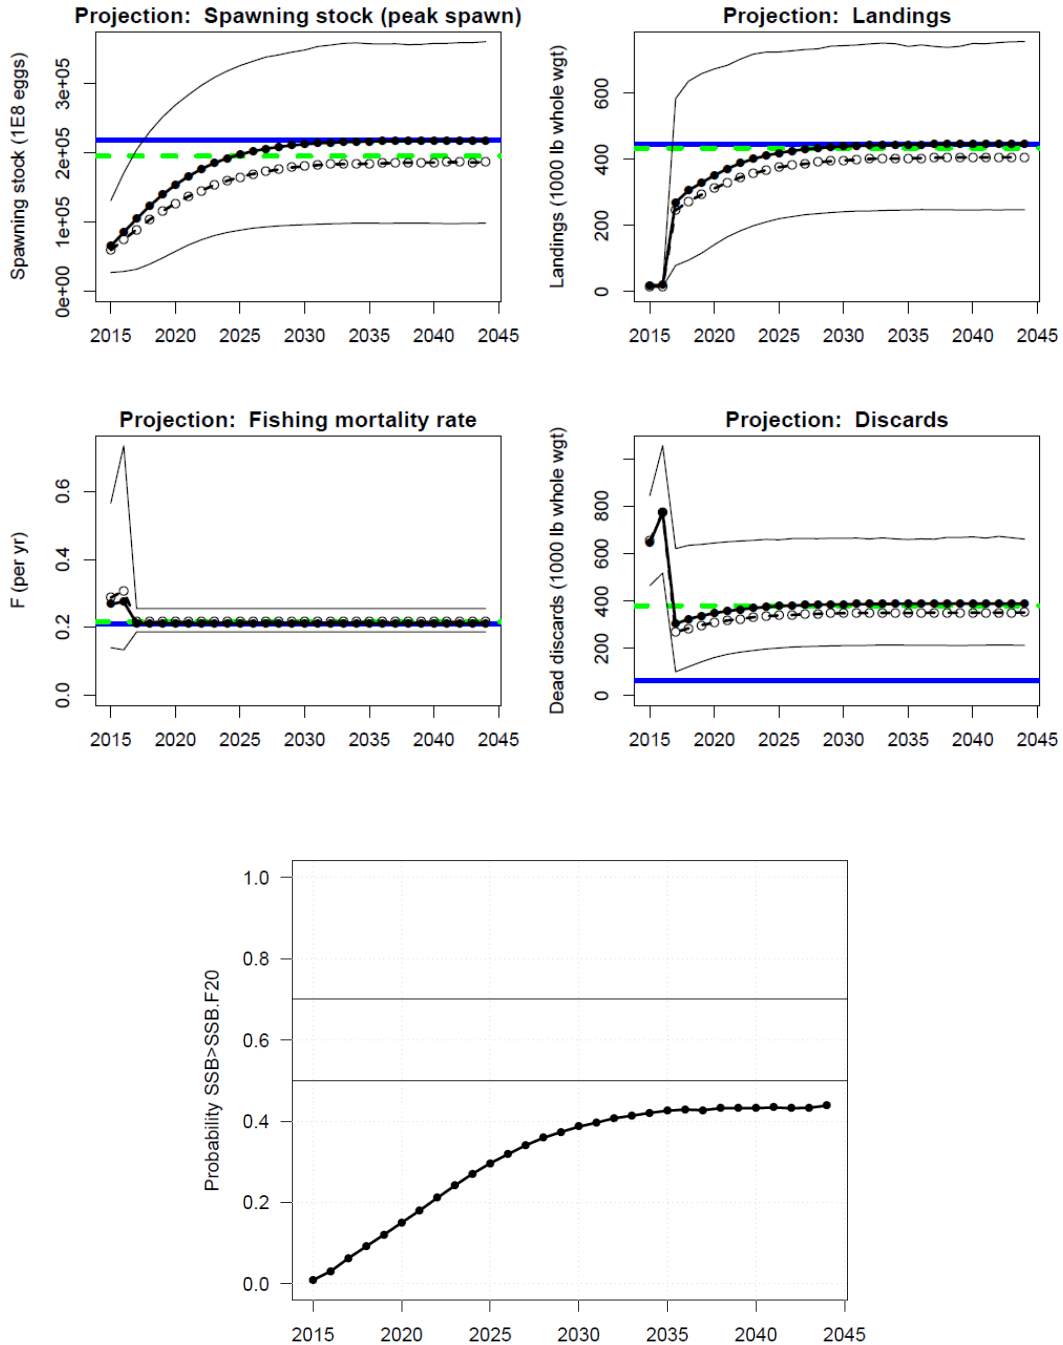 Projection:  Spawning stock (peak spawn)
Spawning stock (1E8 eggs)
3e+05
2e+05
1e+05
0e+00
2015 2020 2025 2030 2035 2040 2045
Projection:  Landings
Landings (1000 lb whole wgt)
600
400
200
0
2015 2020 2025 2030 2035 2040 2045
Projection:  Fishing mortality rate
F (per yr)
0.6
0.4
0.2
0.0
2015 2020 2025 2030 2035 2040 2045
Projection:  Discards
Dead discards (1000 lb whole wgt)
800
600
400
200
0
2015 2020 2025 2030 2035 2040 2045
Probability SSB>SSB.F20
1.0
0.8
0.6
0.4
0.2
0.0
2015 2020 2025 2030 2035 2040 2045